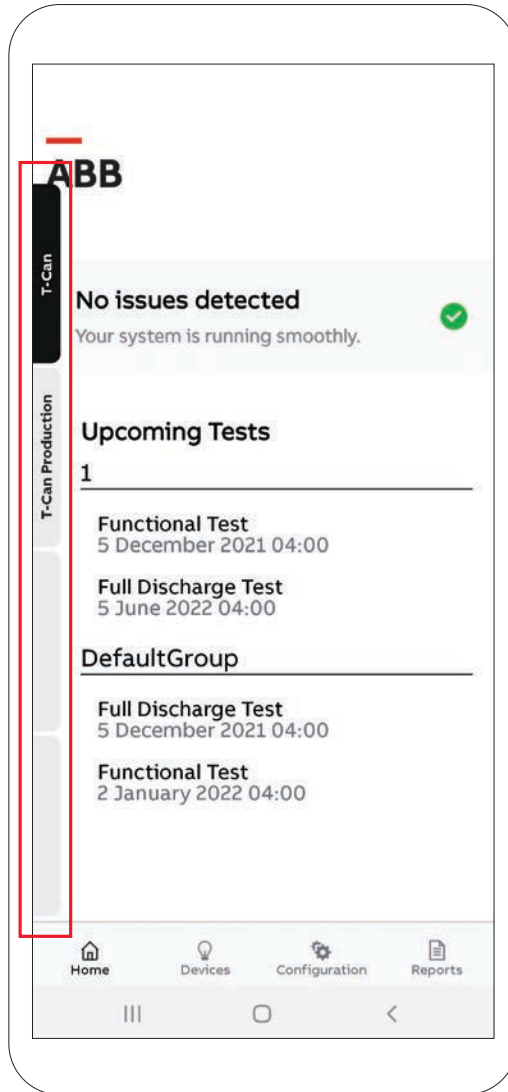 ABB
T-Can
No issues detected
Your system is running smoothly.
T-Can Production
Upcoming Tests
1
Functional Test
5 December 2021 04:00
Full Discharge Test
5 June 2022 04:00
DefaultGroup
Full Discharge Test
5 December 2021 04:00
Functional Test
2 January 2022 04:00
Home
Devices
Configuration
Reports